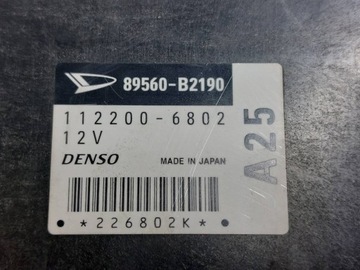 89560-B2190
112200-6802
12V
DENSO MADE IN JAPAN
A25
*226802K*